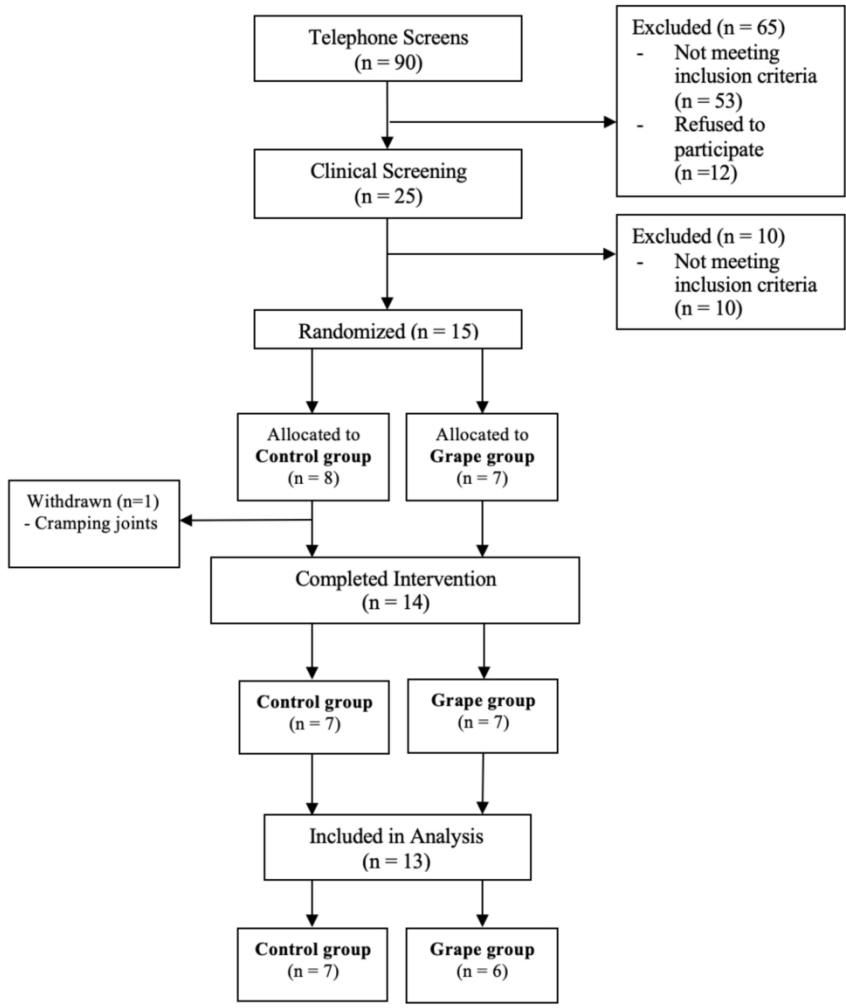 Telephone Screens
(n = 90)
Excluded (n = 65)
- Not meeting
inclusion criteria
(n = 53)
- Refused to
participate
(n =12)
Clinical Screening
(n = 25)
Excluded (n = 10)
- Not meeting
inclusion criteria
(n = 10)
Randomized (n = 15)
Allocated to
Control group
(n = 8)
Allocated to
Grape group
(n = 7)
Withdrawn (n=1)
- Cramping joints
Completed Intervention
(n = 14)
Control group
(n = 7)
Grape group
(n = 7)
Included in Analysis
(n = 13)
Control group
(n = 7)
Grape group
(n = 6)